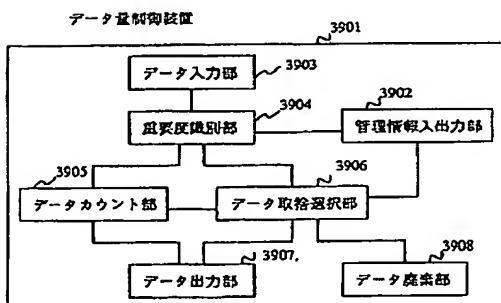 データ量制御装置
3901
データ入力部
3903
3904
3902
重要度識別部
管理情報入出力部
3905
3906
データカウント部
データ取捨選択部
3907
3908
データ出力部
データ廃棄部